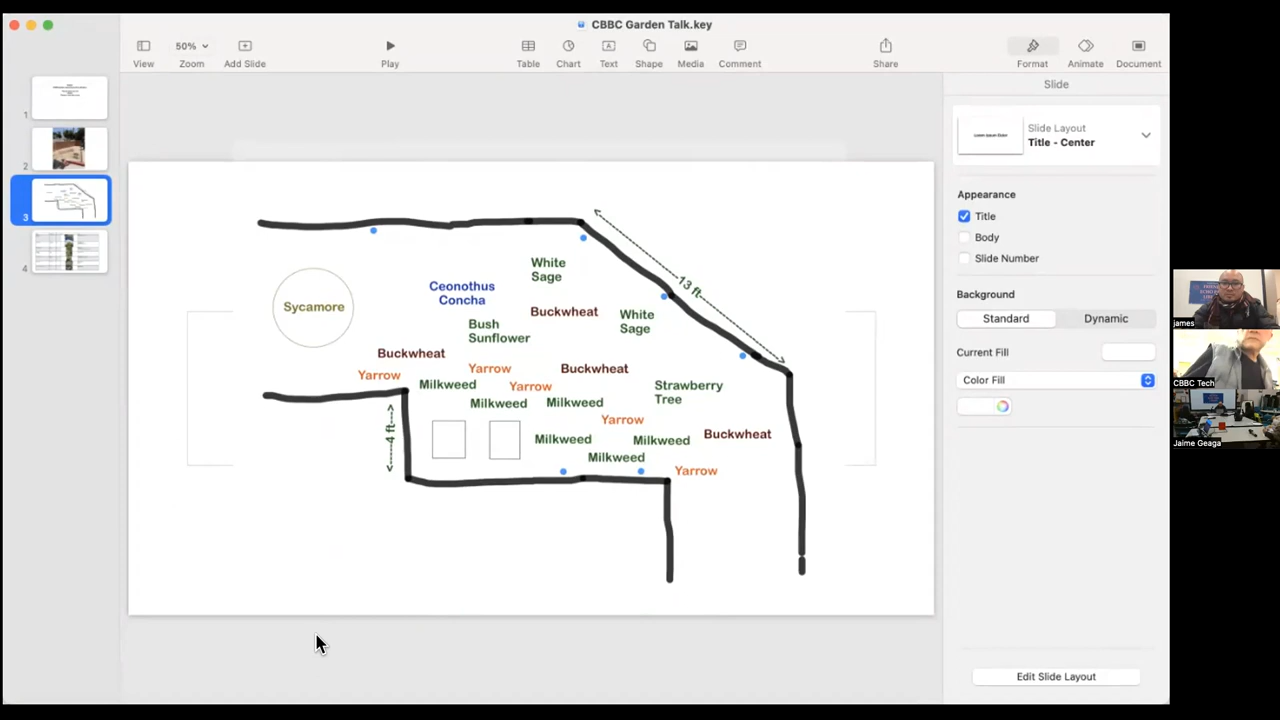 CBBC Garden Talk.key
50%
View
Zoom
Add Slide
Play
Table
Chart
Text
Shape
Media
Comment
Share
Format
Animate
Document
1
2
3
4
Sycamore
White
Sage
Ceonothus
Concha
Buckwheat
White
Sage
Bush
Sunflower
Buckwheat
Yarrow
Yarrow
Buckwheat
Milkweed
Yarrow
Strawberry
Tree
Milkweed
Milkweed
Yarrow
Milkweed
Milkweed
Buckwheat
Milkweed
Yarrow
13 ft
4 ft
Slide
Slide Layout
Title - Center
Appearance
Title
Body
Slide Number
Background
Standard
Dynamic
Current Fill
Color Fill
Edit Slide Layout
james
CBBC Tech
Jaime Geaga